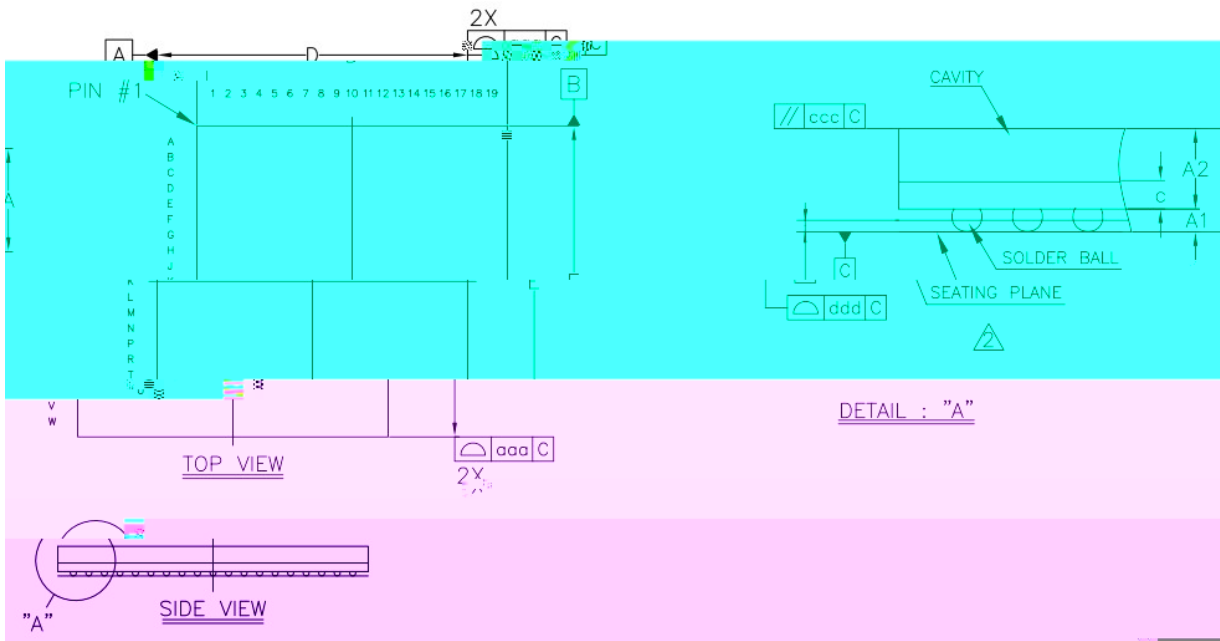 2X
aaa C
A
D
PIN #1
1 2 3 4 5 6 7 8 9 10 11 12 13 14 15 16 17 18 19
B
A
B
C
D
E
F
G
H
J
K
L
M
N
P
R
T
V
W
A
aaa C
2X
TOP VIEW
"A"
SIDE VIEW
CAVITY
// ccc C
A2
C
A1
SOLDER BALL
C
SEATING PLANE
ddd C
2
DETAIL : "A"